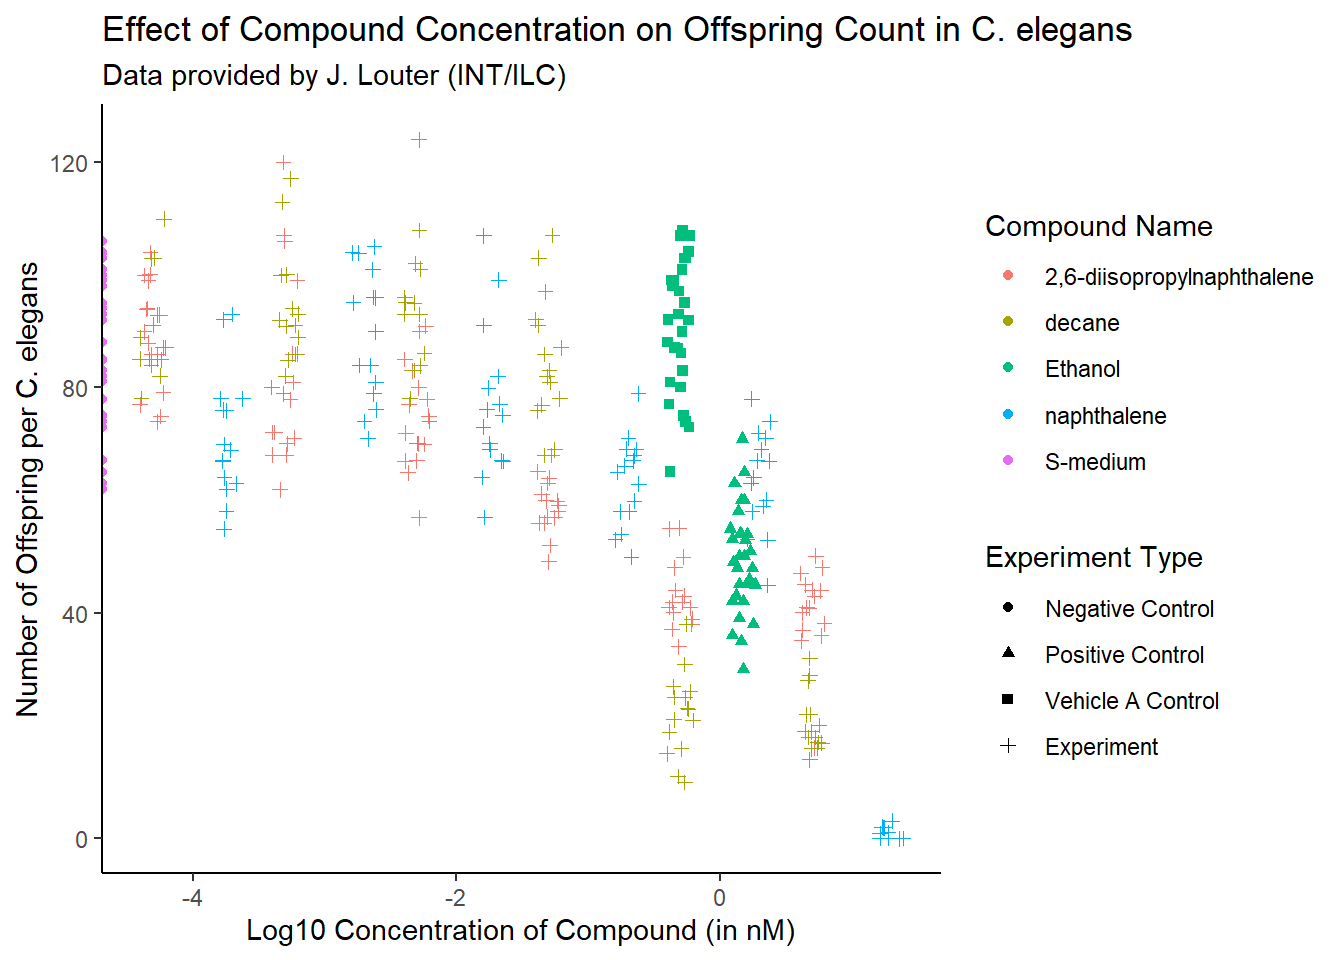 Effect of Compound Concentration on Offspring Count in C. elegans
Data provided by J. Louter (INT/ILC)
Number of Offspring per C. elegans
120
80
40
0
-4
-2
0
Log10 Concentration of Compound (in nM)
Compound Name
2,6-diisopropylnaphthalene
decane
Ethanol
naphthalene
S-medium
Experiment Type
Negative Control
Positive Control
Vehicle A Control
Experiment